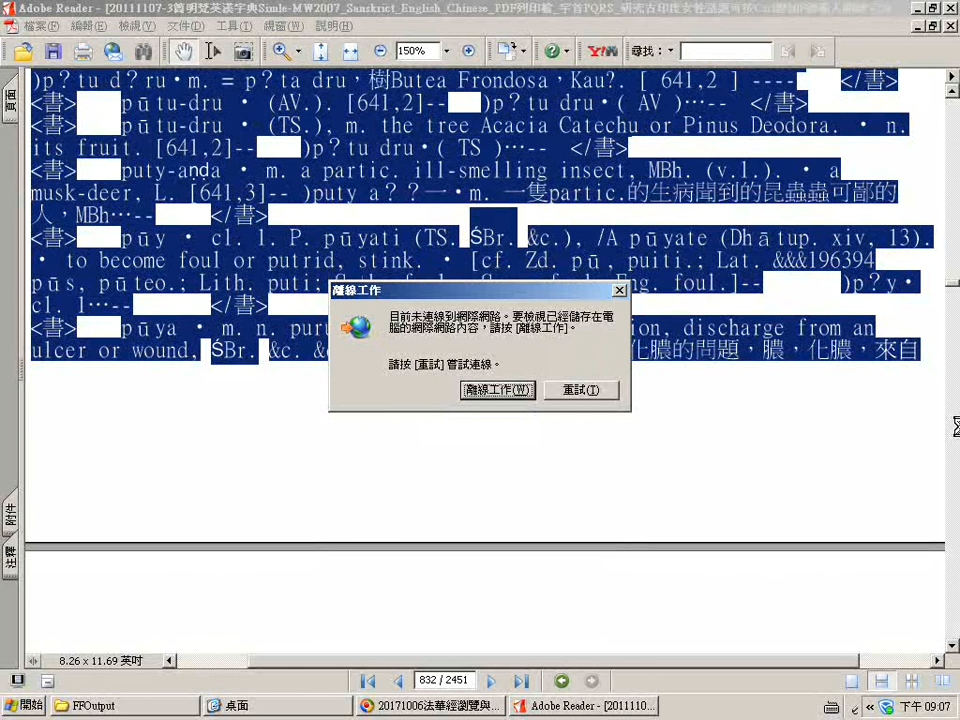 Adobe Reader - [20111107-3簡明梵英漢字典Simle-MW2007_Sanskrict_English_Chinese_PDF列印輸_字首PQRS
檔案(F) 編輯(E) 檢視(V) 文件(D) 工具(T) 視窗(W) 說明(H)
150% 尋找:
頁面
)p？tu d？ru‧m. = p？ta dru，樹Butea Frondosa，Kau?. [ 641,2 ] ---- </書>
<書> pūtu-dru ‧ (AV.). [641,2]-- )p？tu dru‧( AV )…-- </書>
<書> pūtu-dru ‧ (TS.), m. the tree Acacia Catechu or Pinus Deodora. ‧ n.
its fruit. [641,2]-- )p？tu dru‧( TS )…-- </書>
<書> puty-aṇḍa ‧ m. a partic. ill-smelling insect, MBh. (v.l.). ‧ a
musk-deer, L. [641,3]-- )puty a？？一‧m. 一隻partic.的生病聞到的昆蟲蟲可鄙的
人，MBh…-- </書>
<書> pūy ‧ cl. 1. P. pūyati (TS. ŚBr. &c.), /A pūyate (Dhātup. xiv, 13).
‧ to become foul or putrid, stink. ‧ [cf. Zd. pū, puiti.; Lat. &&&196394
pūs, pūteo.; Lith. puti; Eng. foul.]-- )p？y‧
cl. 1…-- </書>
<書> pūya ‧ m. n. puru ion, discharge from an
ulcer or wound, ŚBr. &c. & 化膿的問題，膿，化膿，來自
離線工作
目前未連線到網際網路。要檢視已經儲存在電
腦的網際網路內容，請按 [離線工作]。
請按 [重試] 嘗試連線。
離線工作(W) 重試(T)
附件
注釋
8.26 x 11.69 英吋
832 / 2451
開始 FFOutput 桌面 20171006法華經瀏覽與... Adobe Reader - [2011110... 下午 09:07